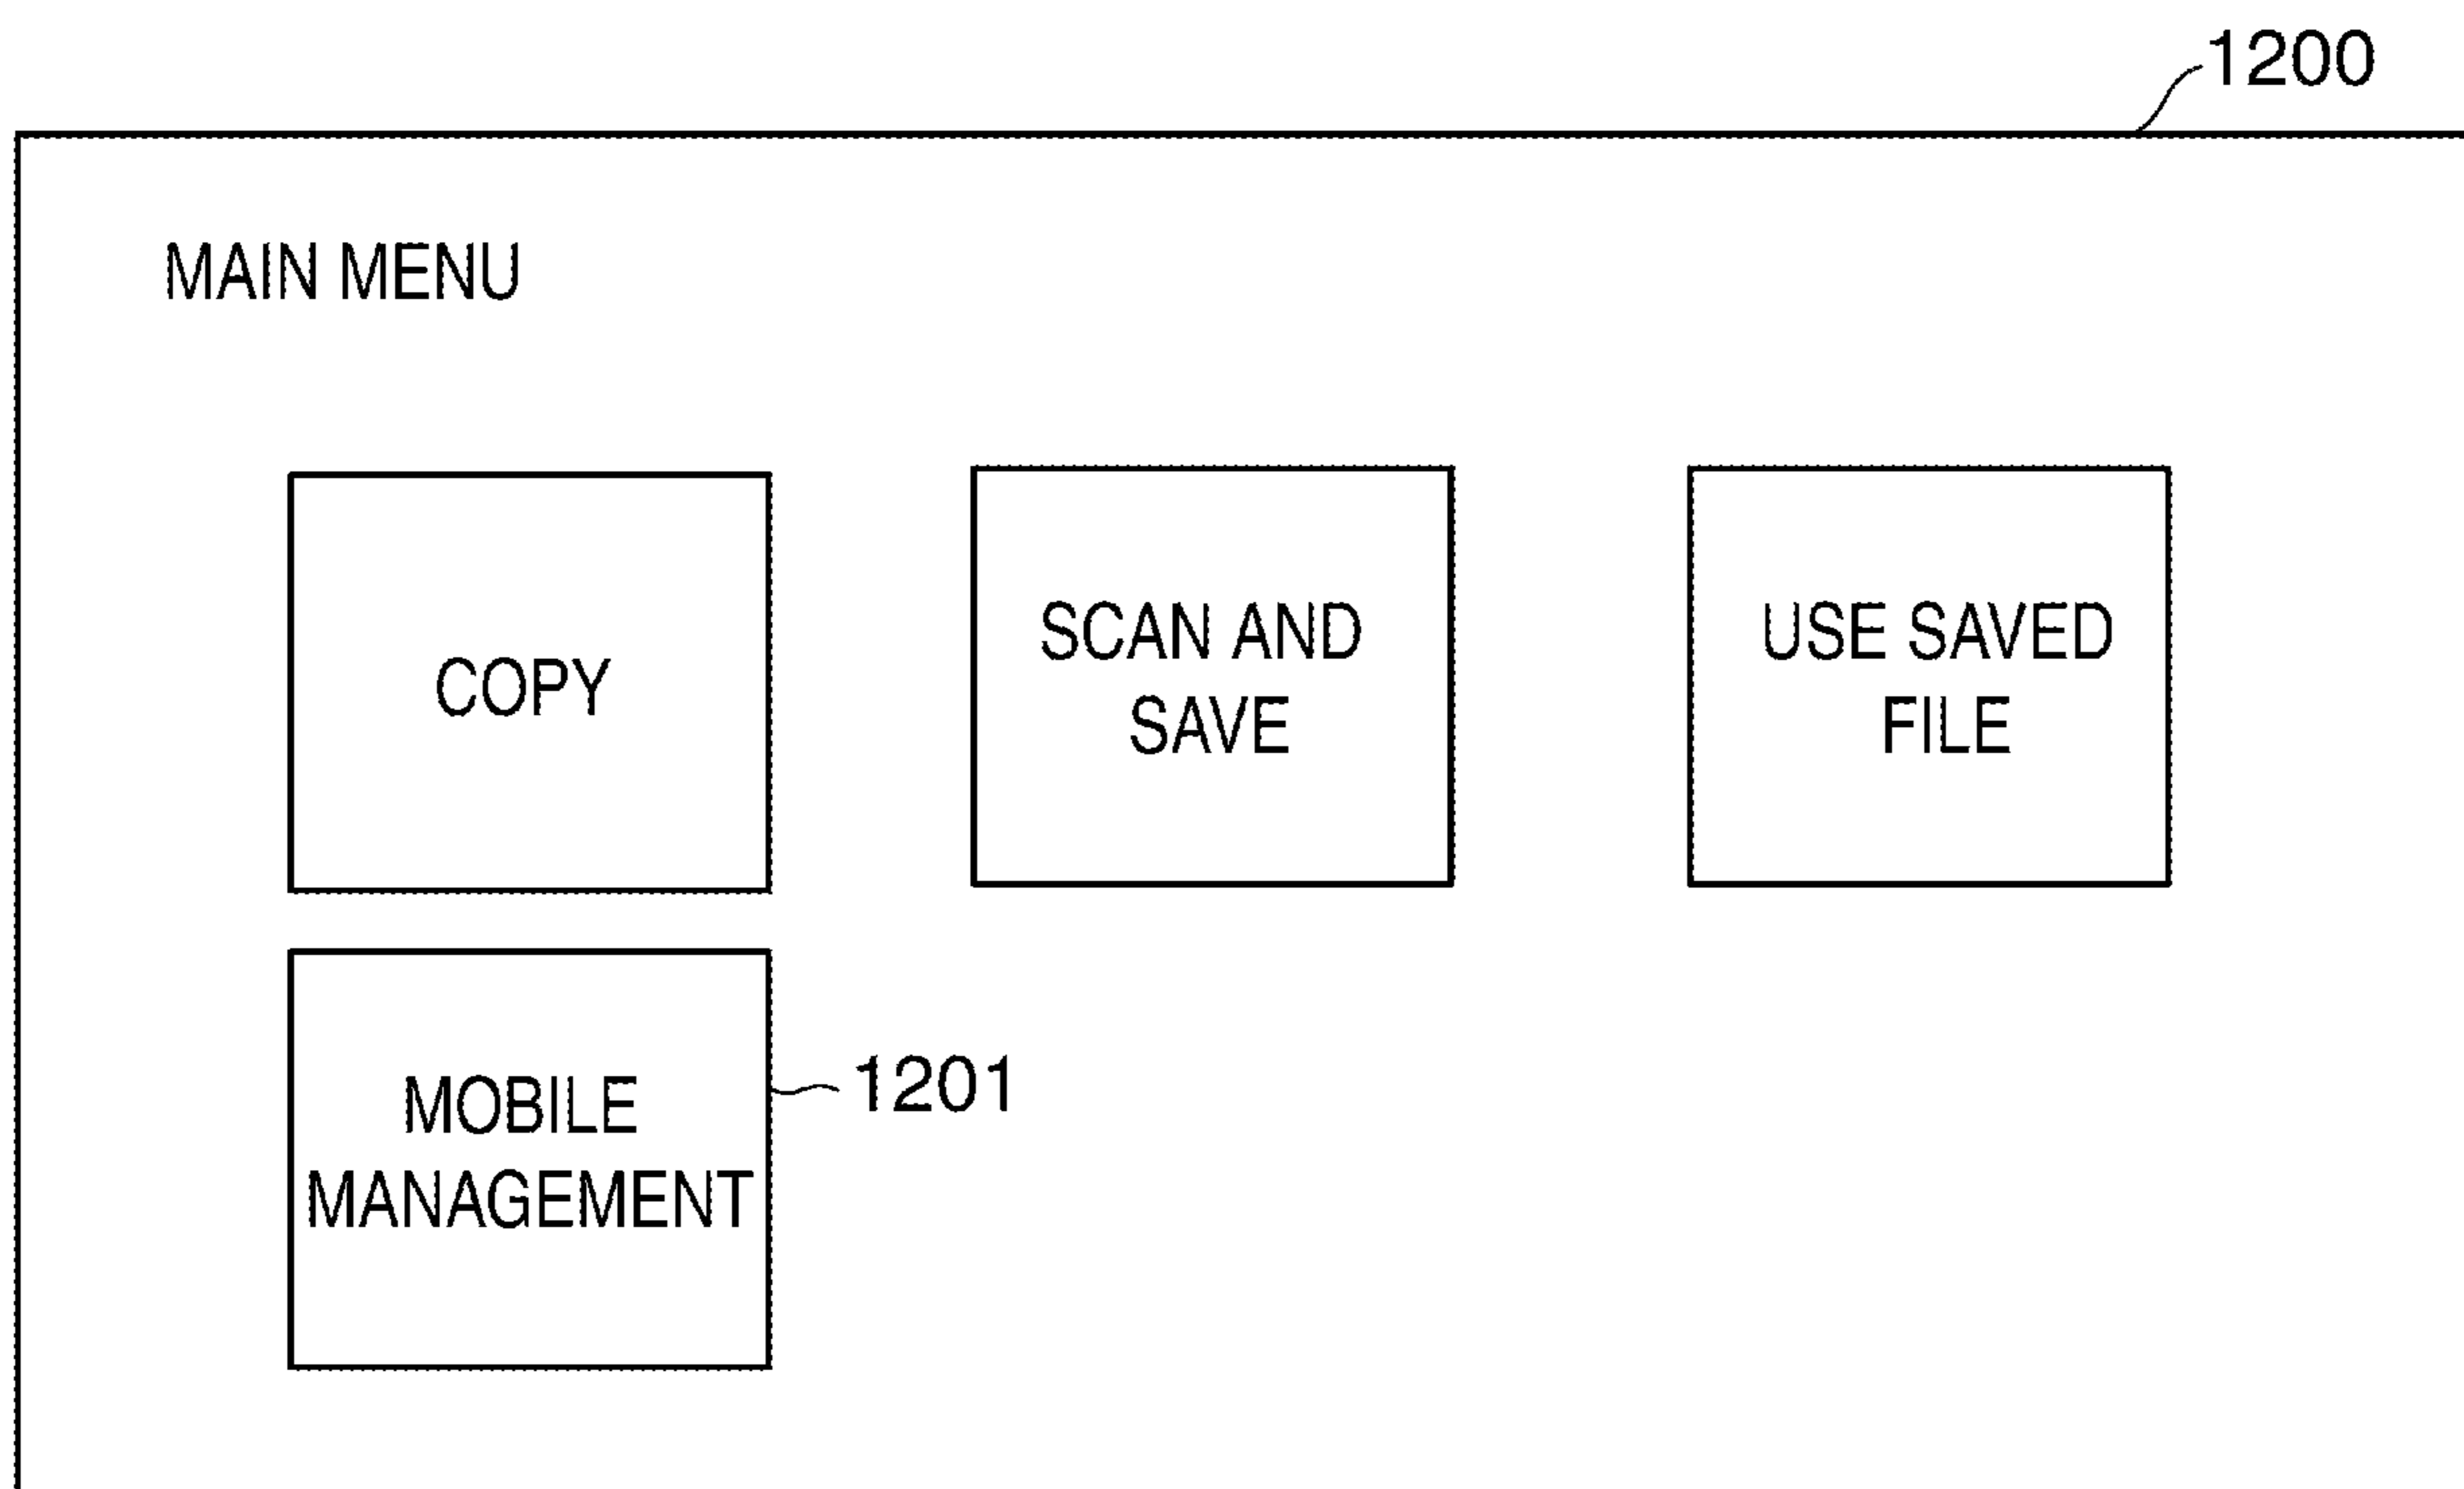 1200
MAIN MENU
COPY
SCAN AND
SAVE
USE SAVED
FILE
MOBILE
MANAGEMENT
1201